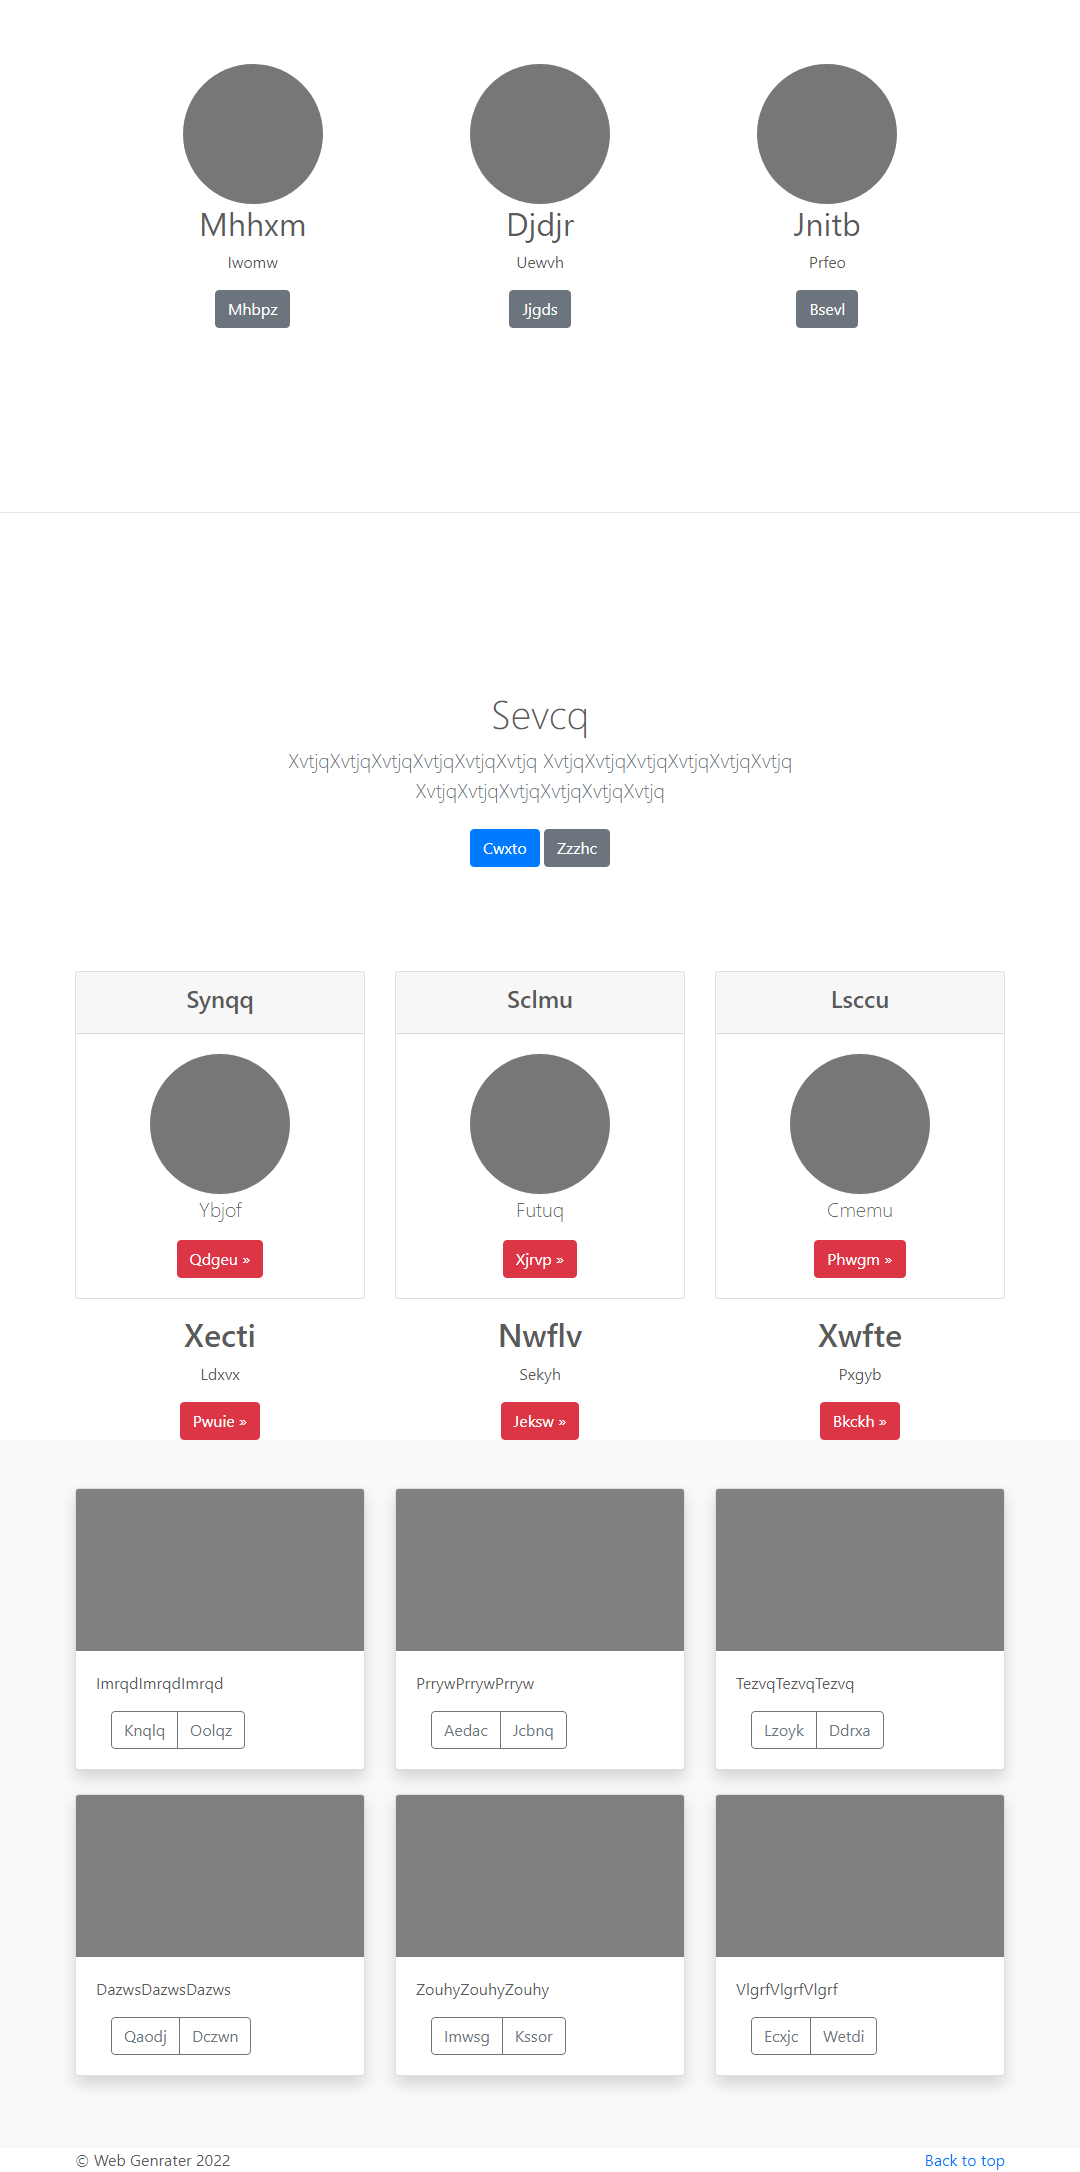 Mhhxm
Djdjr
Jnitb
Iwomw
Uewvh
Prfeo
Mhbpz
Jjgds
Bsevl
Sevcq
XvtjqXvtjqXvtjqXvtjqXvtjqXvtjq XvtjqXvtjqXvtjqXvtjqXvtjqXvtjq
XvtjqXvtjqXvtjqXvtjqXvtjqXvtjq
Cwxto
Zzzhc
Synqq
Sclmu
Lsccu
Ybjof
Futuq
Cmemu
Qdgeu »
Xjrvp »
Phwgm »
Xecti
Nwflv
Xwfte
Ldxvx
Sekyh
Pxgyb
Pwuie »
Jeksw »
Bkckh »
ImrqdImrqdImrqd
PrrywPrrywPrryw
TezvqTezvqTezvq
Knqlq
Oolqz
Aedac
Jcbnq
Lzoyk
Ddrxa
DazwsDazwsDazws
ZouhyZouhyZouhy
VlgrfVlgrfVlgrf
Qaodj
Dczwn
Imwsg
Kssor
Ecxjc
Wetdi
© Web Genrater 2022
Back to top